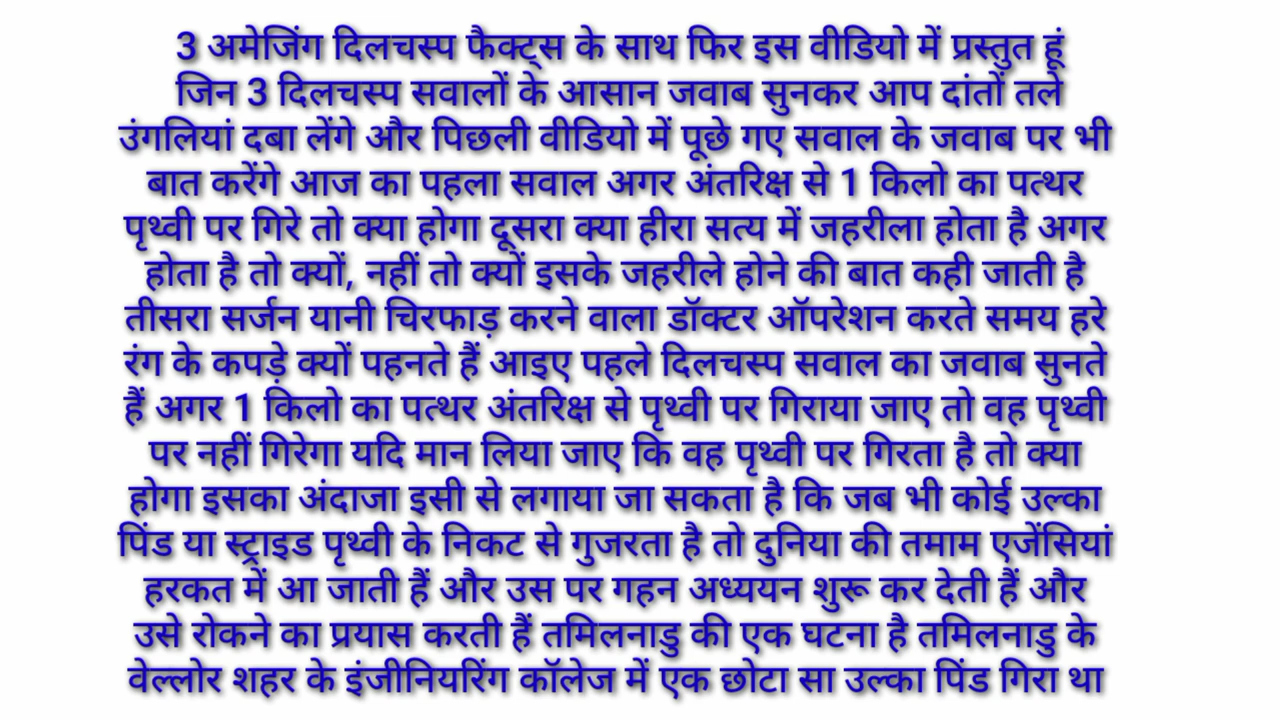 3 अमेजिंग दिलचस्प फैक्ट्स के साथ फिर इस वीडियो में प्रस्तुत हूं
जिन 3 दिलचस्प सवालों के आसान जवाब सुनकर आप दांतों तले
उंगलियां दबा लेंगे और पिछली वीडियो में पूछे गए सवाल के जवाब पर भी
बात करेंगे आज का पहला सवाल अगर अंतरिक्ष से 1 किलो का पत्थर
पृथ्वी पर गिरे तो क्या होगा दूसरा क्या हीरा सत्य में जहरीला होता है अगर
होता है तो क्यों, नहीं तो क्यों इसके जहरीले होने की बात कही जाती है
तीसरा सर्जन यानी चिरफाड़ करने वाला डॉक्टर ऑपरेशन करते समय हरे
रंग के कपड़े क्यों पहनते हैं आइए पहले दिलचस्प सवाल का जवाब सुनते
हैं अगर 1 किलो का पत्थर अंतरिक्ष से पृथ्वी पर गिराया जाए तो वह पृथ्वी
पर नहीं गिरेगा यदि मान लिया जाए कि वह पृथ्वी पर गिरता है तो क्या
होगा इसका अंदाजा इसी से लगाया जा सकता है कि जब भी कोई उल्का
पिंड या स्ट्राइड पृथ्वी के निकट से गुजरता है तो दुनिया की तमाम एजेंसियां
हरकत में आ जाती हैं और उस पर गहन अध्ययन शुरू कर देती हैं और
उसे रोकने का प्रयास करती हैं तमिलनाडु की एक घटना है तमिलनाडु के
वेल्लोर शहर के इंजीनियरिंग कॉलेज में एक छोटा सा उल्का पिंड गिरा था